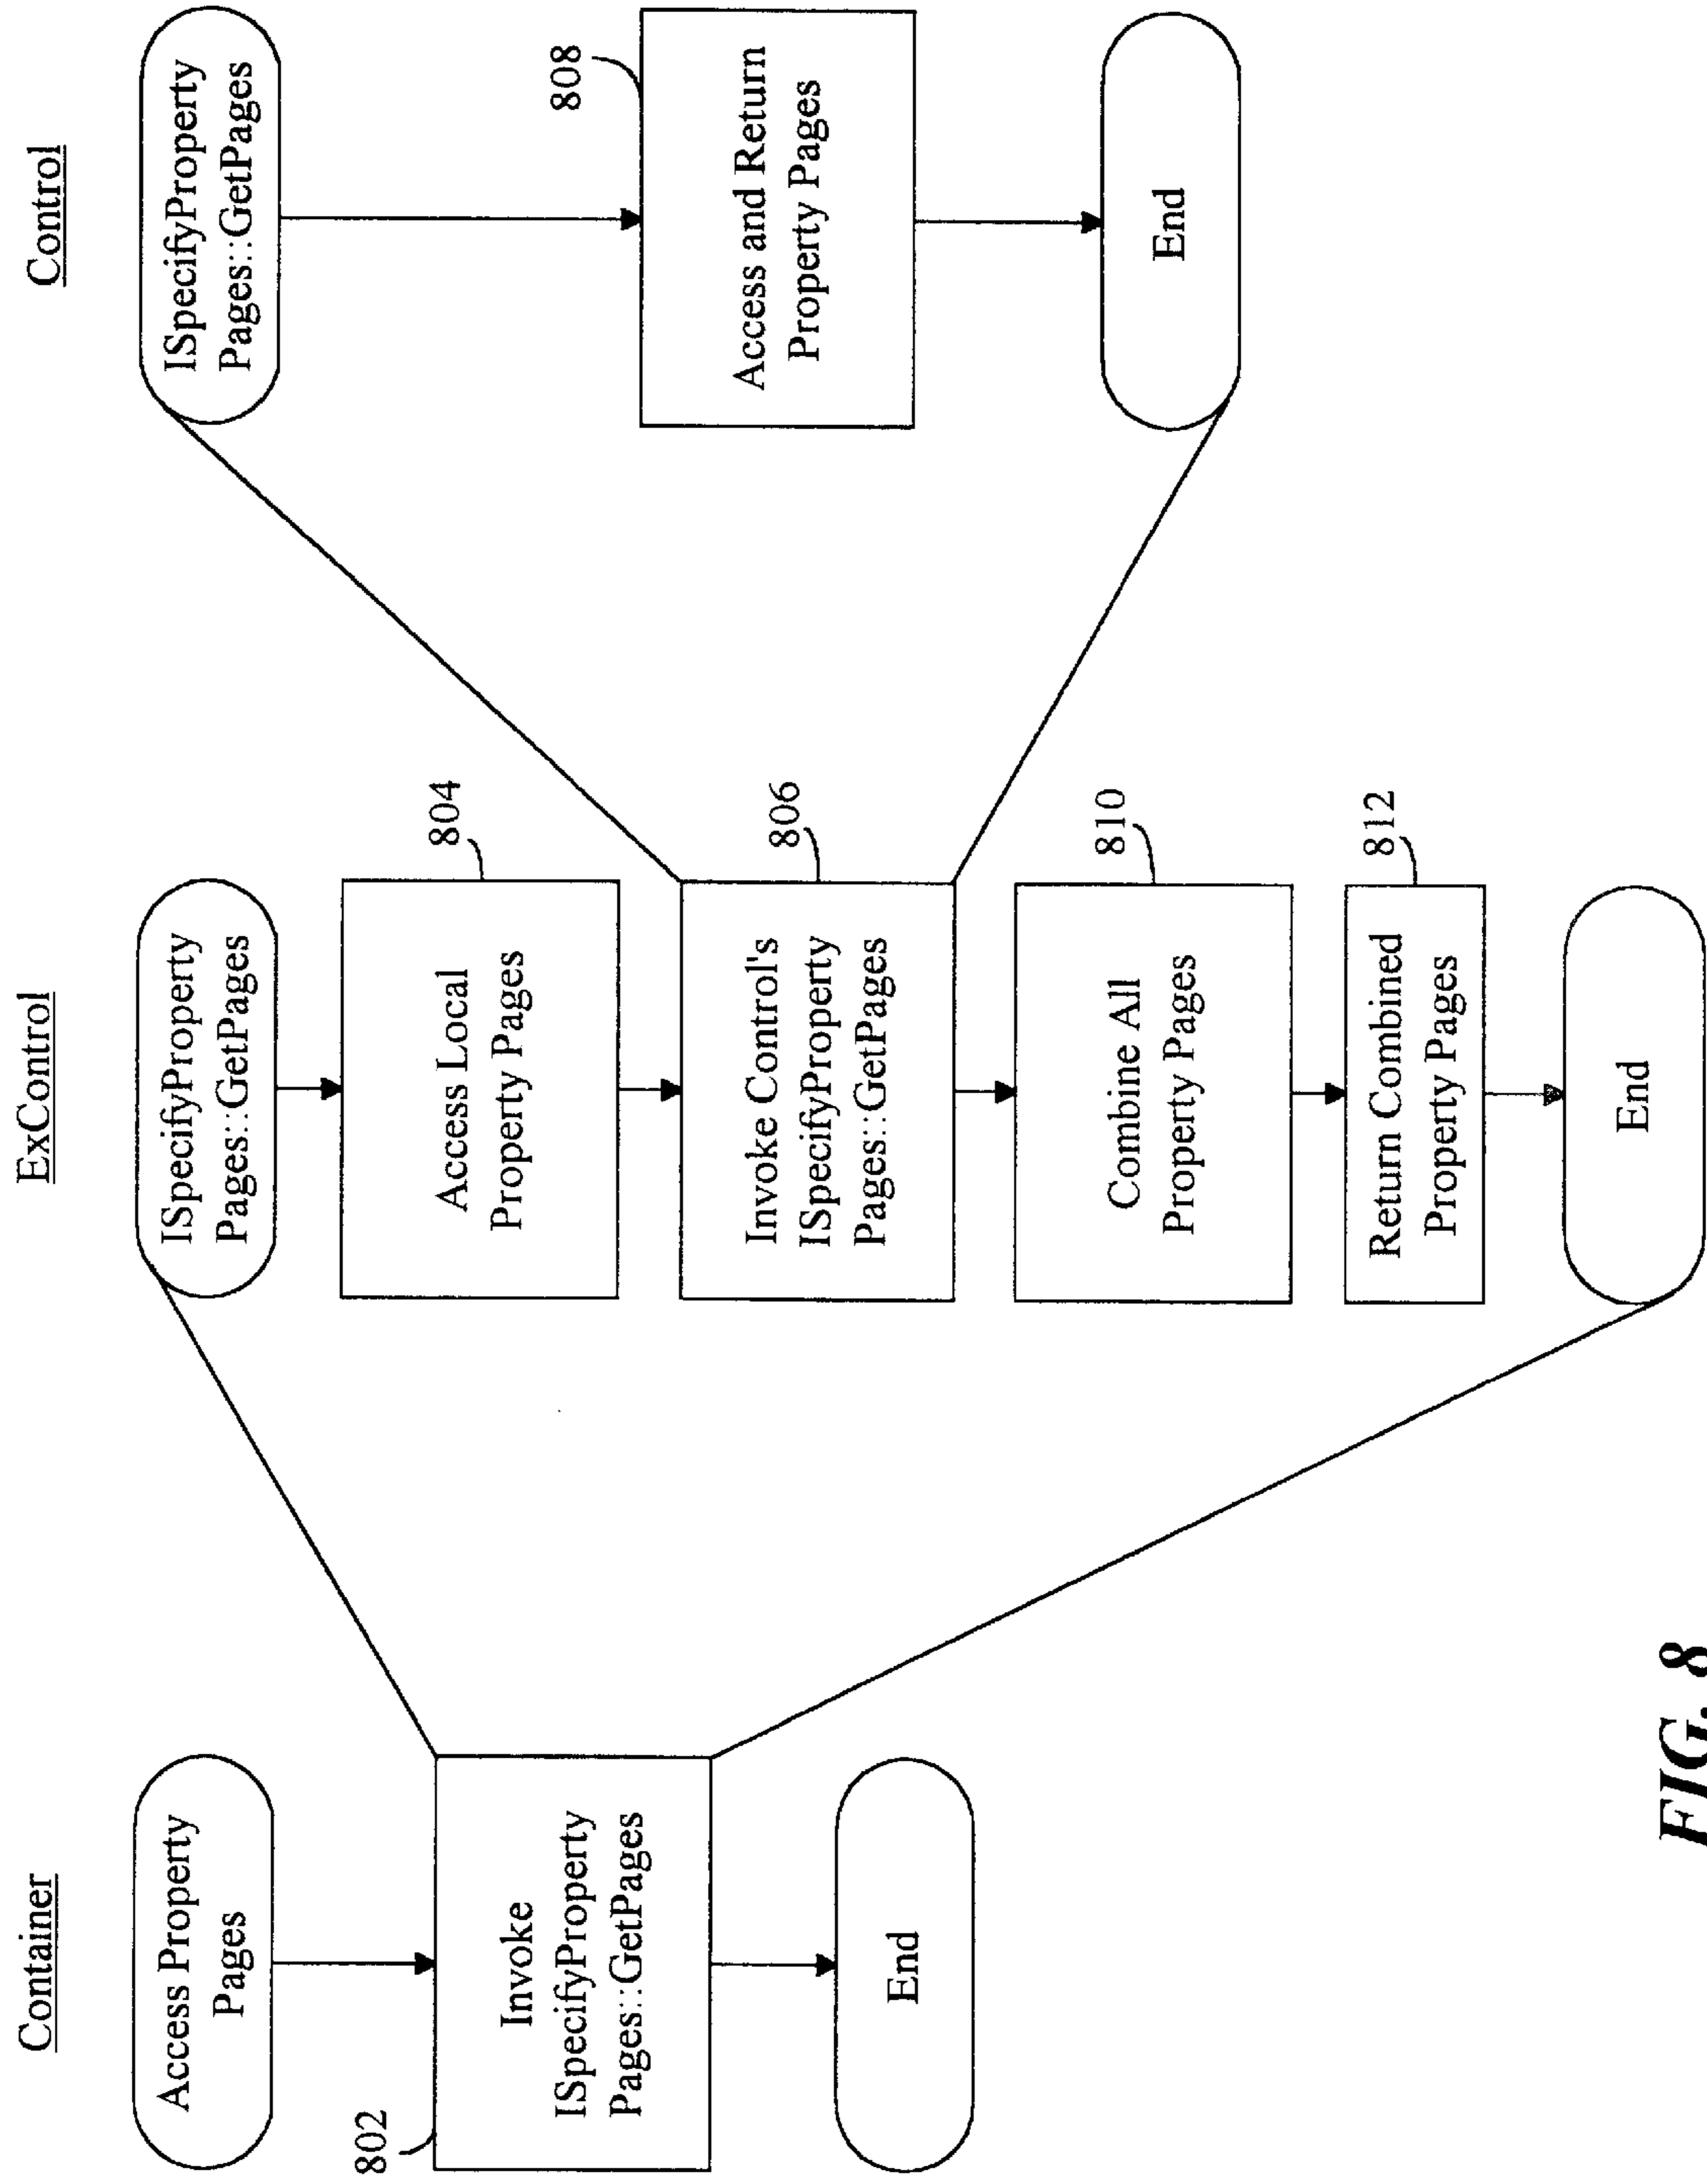 Container
Access Property
Pages
802
Invoke
ISpecifyProperty
Pages::GetPages
End
ExControl
ISpecifyProperty
Pages::GetPages
804
Access Local
Property Pages
806
Invoke Control's
ISpecifyProperty
Pages::GetPages
810
Combine All
Property Pages
812
Return Combined
Property Pages
End
Control
ISpecifyProperty
Pages::GetPages
808
Access and Return
Property Pages
End
FIG. 8